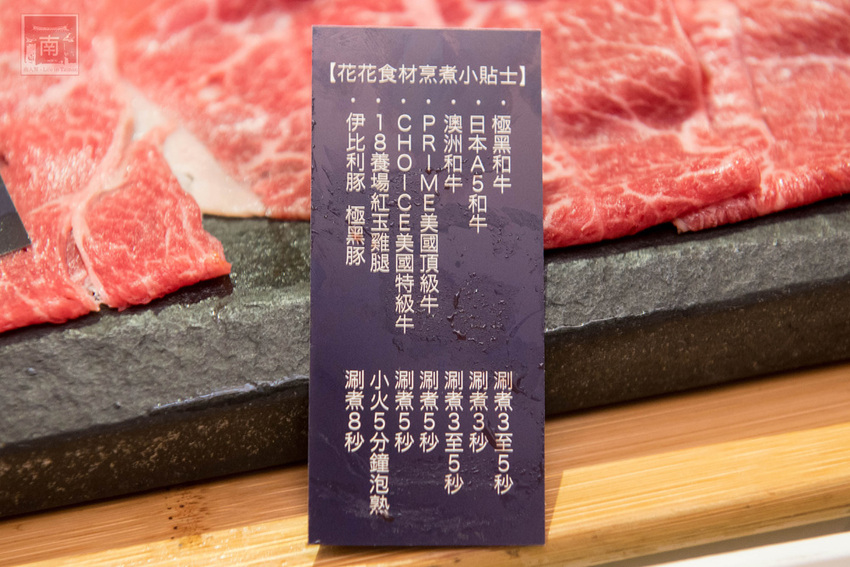 【花花食材烹煮小貼士】
・極黑和牛 涮煮3至5秒
・日本A5和牛 涮煮3秒
・澳洲和牛 涮煮3至5秒
・PRIME美國頂級牛 涮煮5秒
・CHOICE美國特級牛 涮煮5秒
・18養場紅玉雞腿 小火5分鐘泡熟
・伊比利豚 極黑豚 涮煮8秒
南